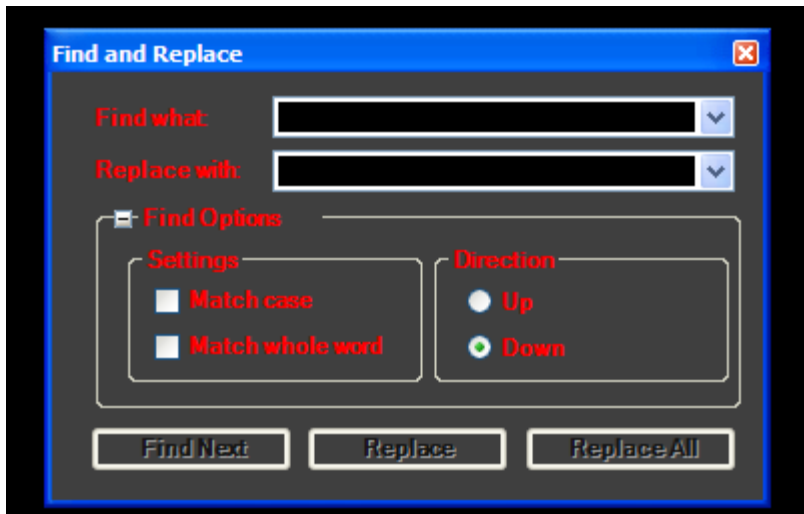 Find and Replace
Find what:
Replace with:
Find Options
Settings
Direction
Match case
Up
Match whole word
Down
Find Next
Replace
Replace All